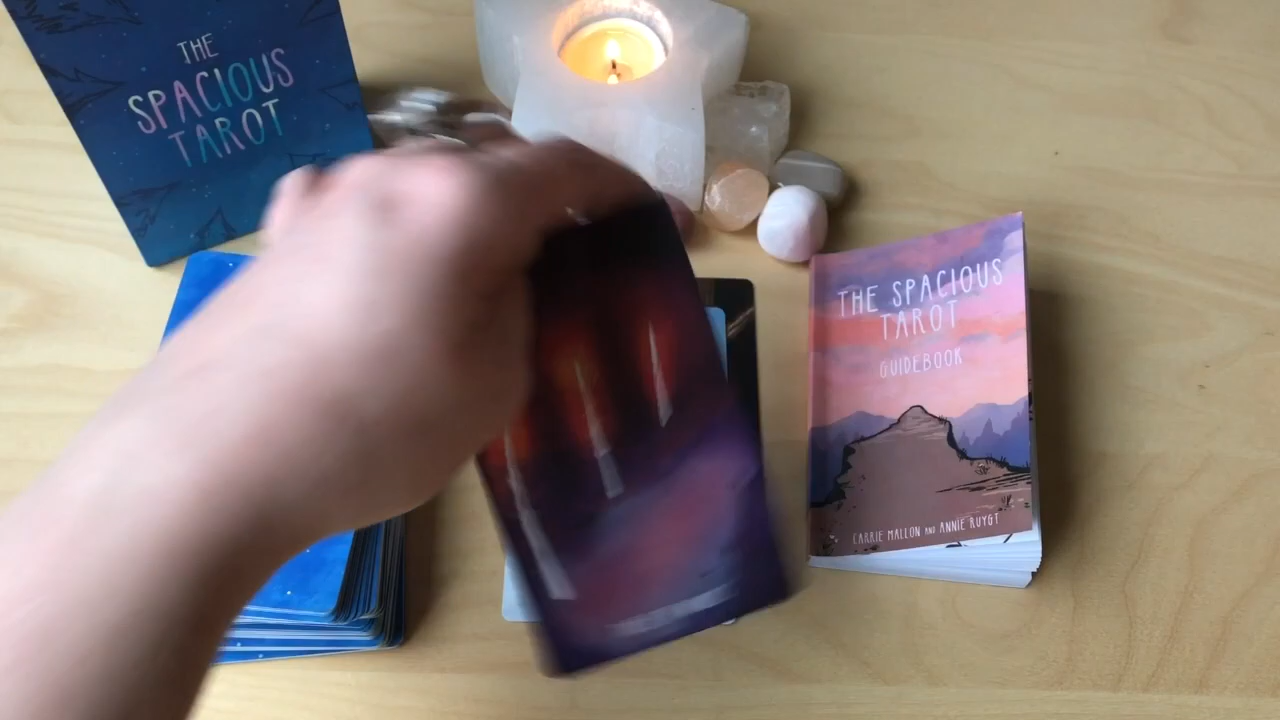 THE
SPACIOUS
TAROT
THE SPACIOUS
TAROT
GUIDEBOOK
CARRIE MALLON AND ANNIE RUYGT